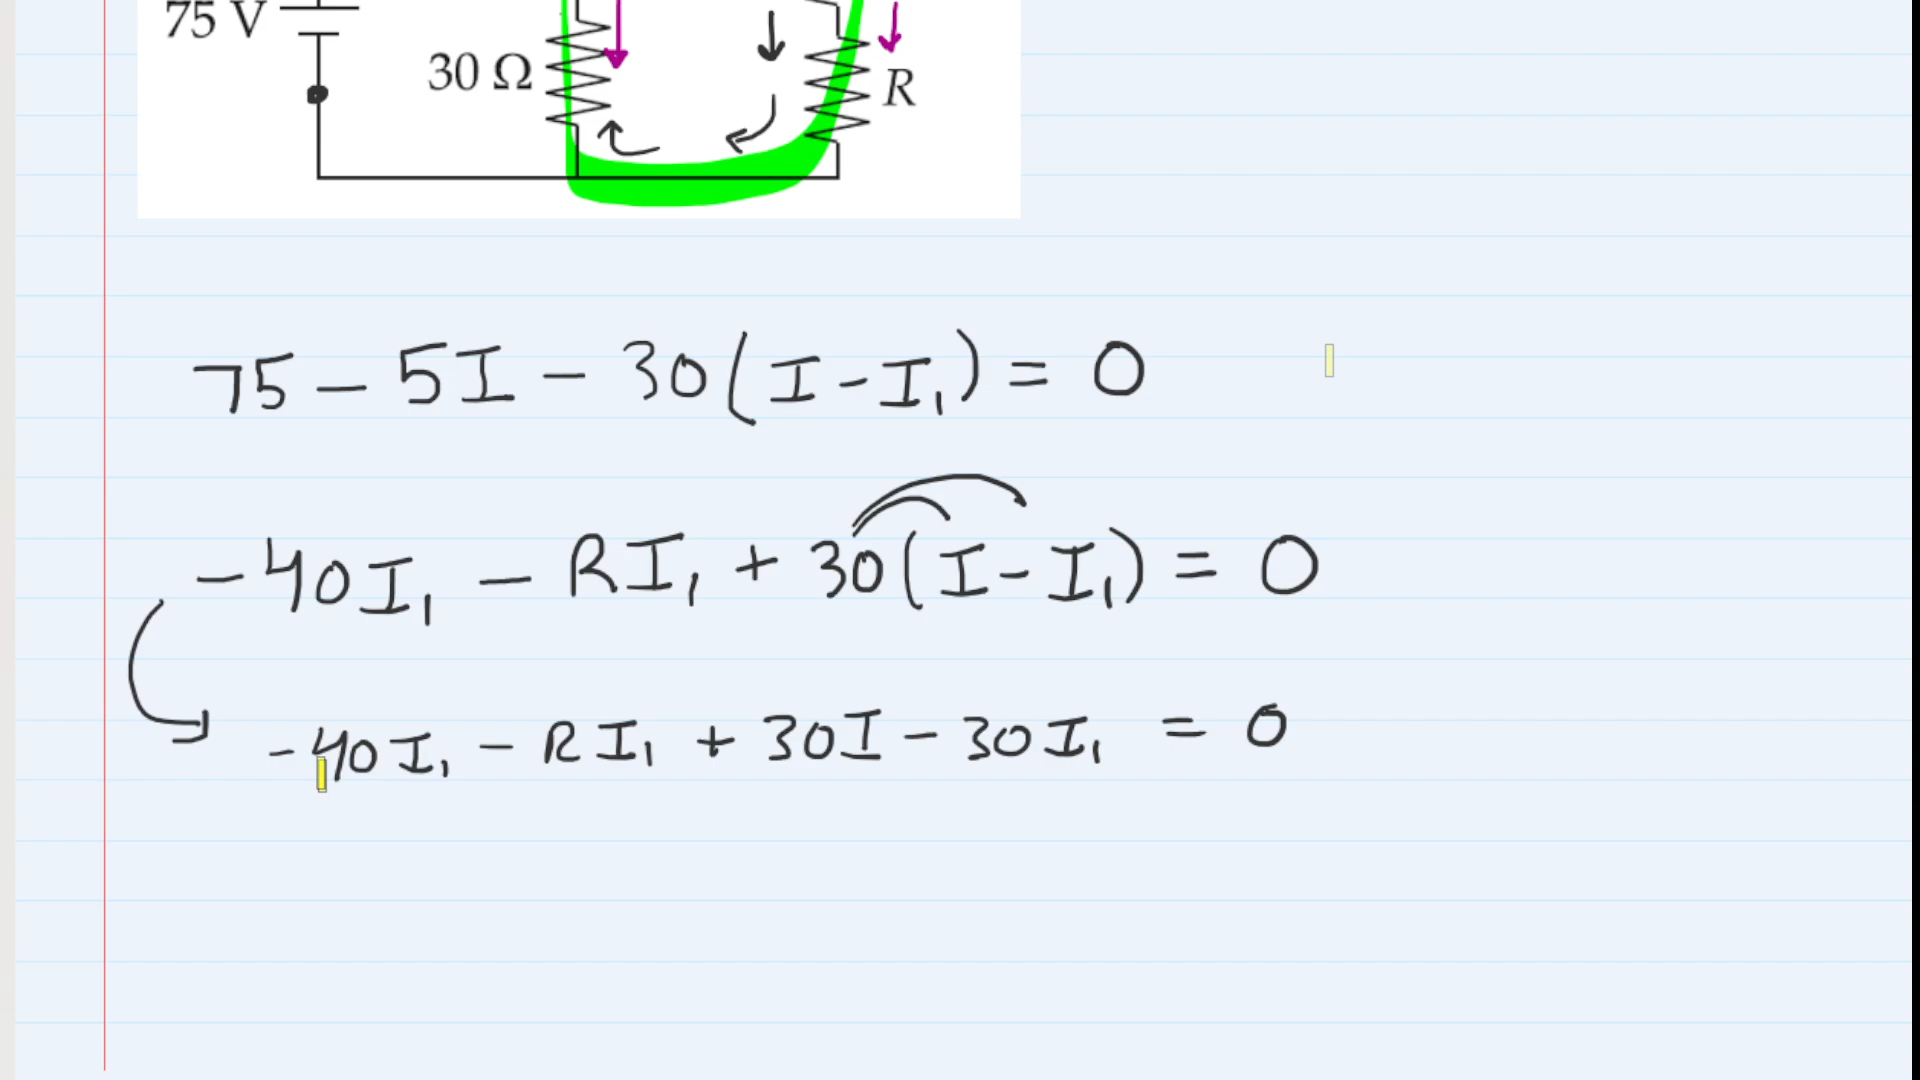 75 V
30 Ω
R
75 - 5I - 30(I - I₁) = 0
-40I₁ - RI₁ + 30(I - I₁) = 0
-40I₁ - RI₁ + 30I - 30I₁ = 0